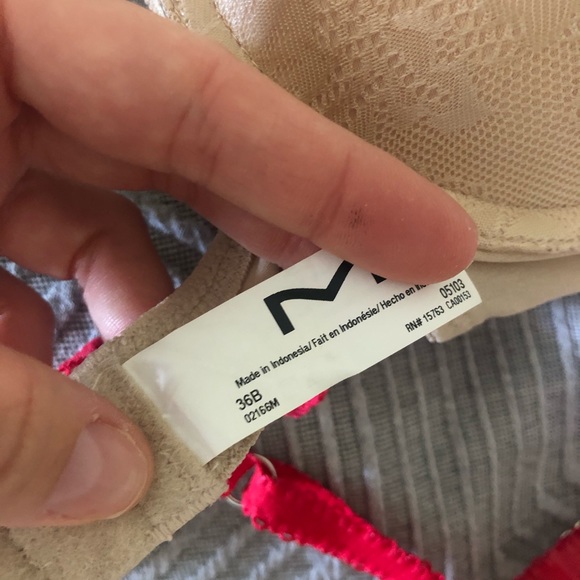 Made in Indonesia/ Fait en Indonésie/ Hecho en
36B
02166M
05103
RN# 15763 CA00153